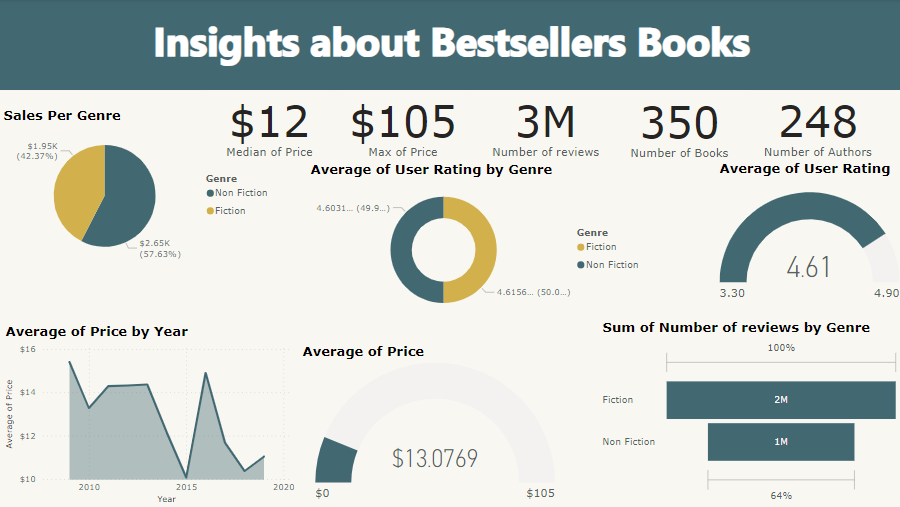 Insights about Bestsellers Books
Sales Per Genre
$1.95K
(42.37%)
$2.65K
(57.63%)
Genre
Non Fiction
Fiction
$12
Median of Price
$105
Max of Price
3M
Number of reviews
350
Number of Books
248
Number of Authors
Average of User Rating by Genre
4.6031... (49.9...)
4.6156... (50.0...)
Genre
Fiction
Non Fiction
Average of User Rating
4.61
3.30
4.90
Average of Price by Year
Average of Price
$16
$14
$12
$10
2010
2015
2020
Year
Average of Price
$13.0769
$0
$105
Sum of Number of reviews by Genre
100%
Fiction
2M
Non Fiction
1M
64%